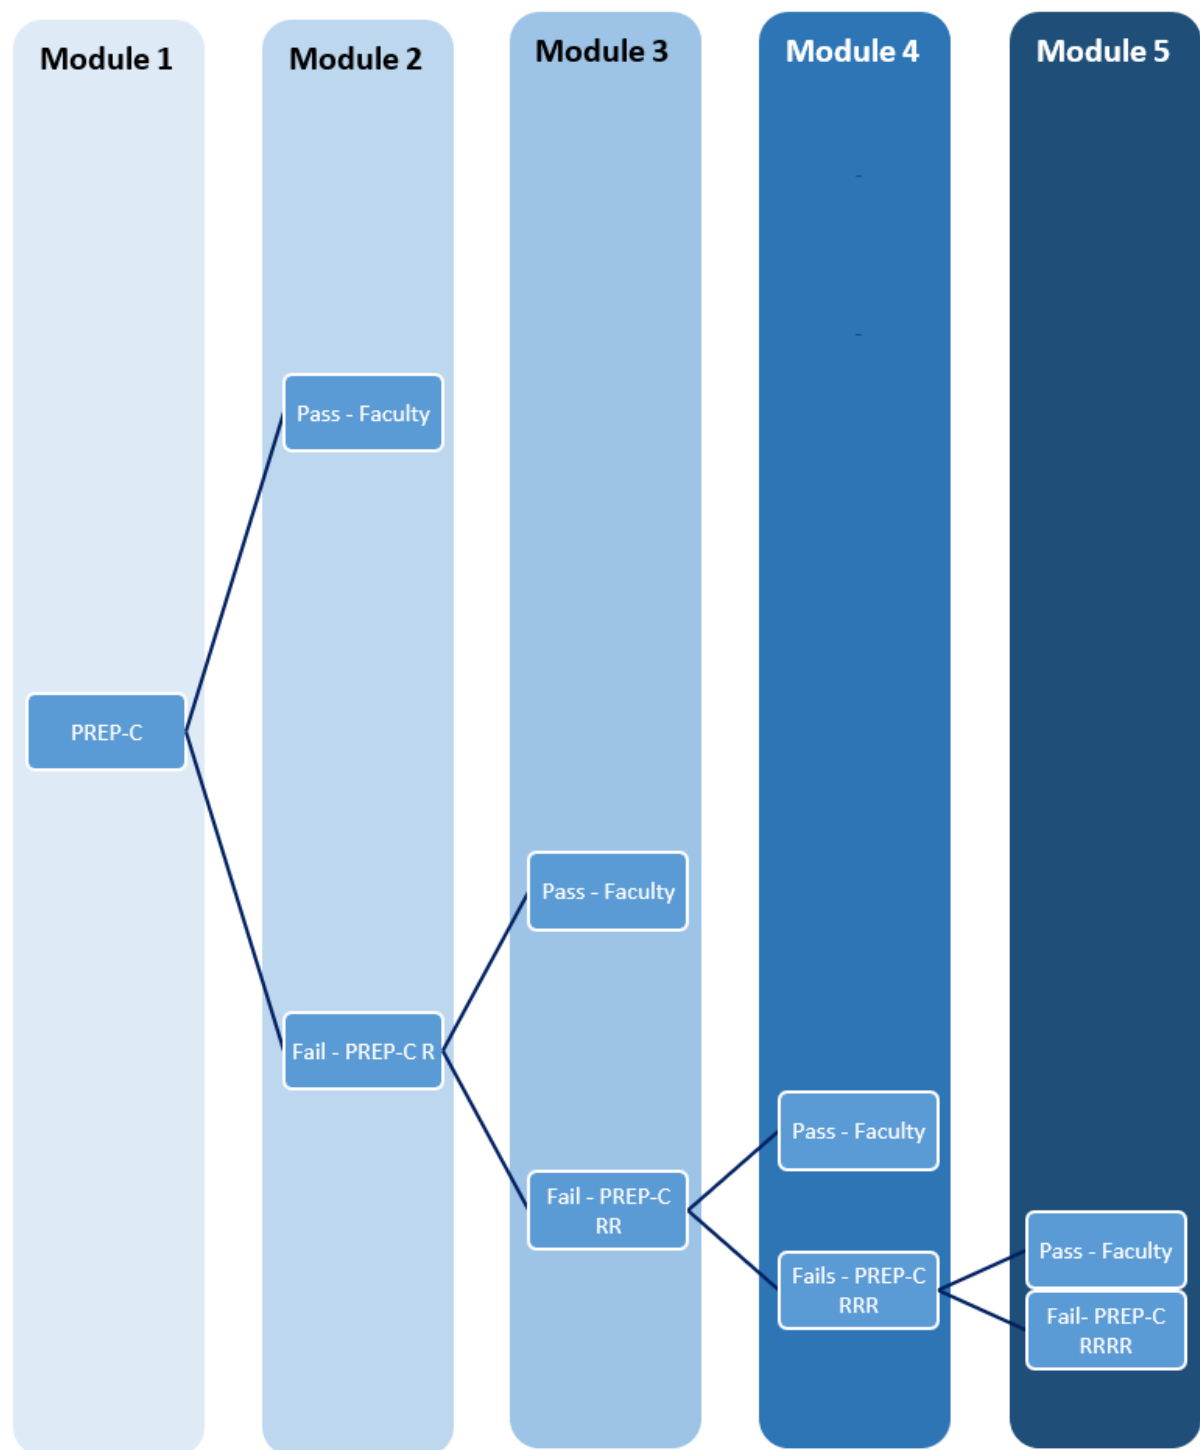 Module 1
Module 2
Module 3
Module 4
Module 5
-
-
Pass - Faculty
PREP-C
Pass - Faculty
Fail - PREP-C R
Pass - Faculty
Fail - PREP-C
RR
Pass - Faculty
Fails - PREP-C
RRR
Fail- PREP-C
RRRR